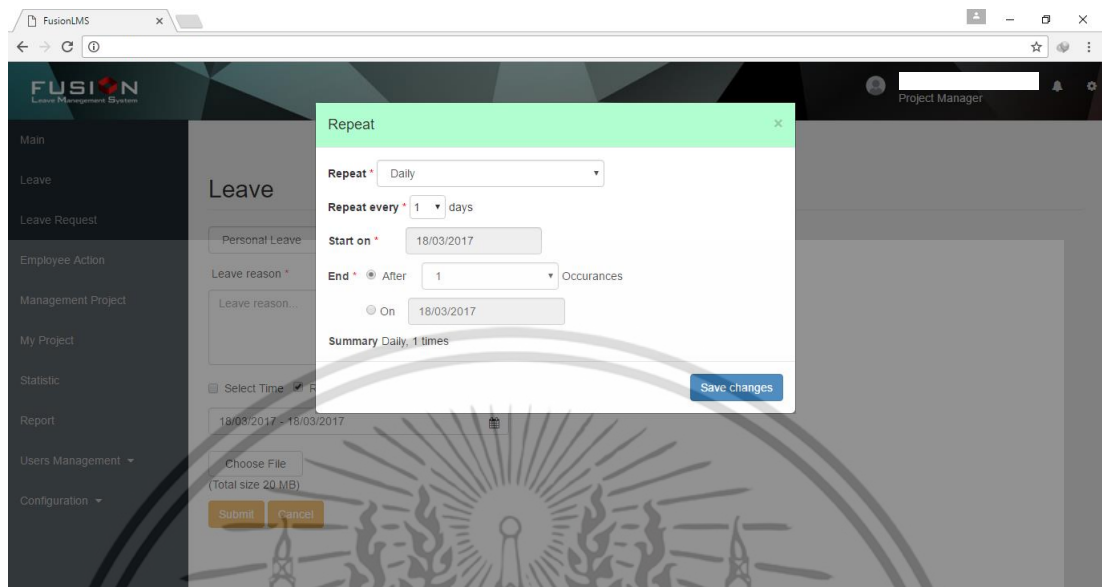 FusionLMS
FUSION
Leave Management System
Project Manager
Main
Leave
Leave Request
Employee Action
Management Project
My Project
Statistic
Report
Users Management
Configuration
Leave
Personal Leave
Leave reason *
Leave reason...
Select Time R
18/03/2017 - 18/03/2017
Choose File
(Total size 20 MB)
Submit Cancel
Repeat ×
Repeat * Daily
Repeat every * 1 days
Start on * 18/03/2017
End * After 1 Occurances
On 18/03/2017
Summary Daily, 1 times
Save changes